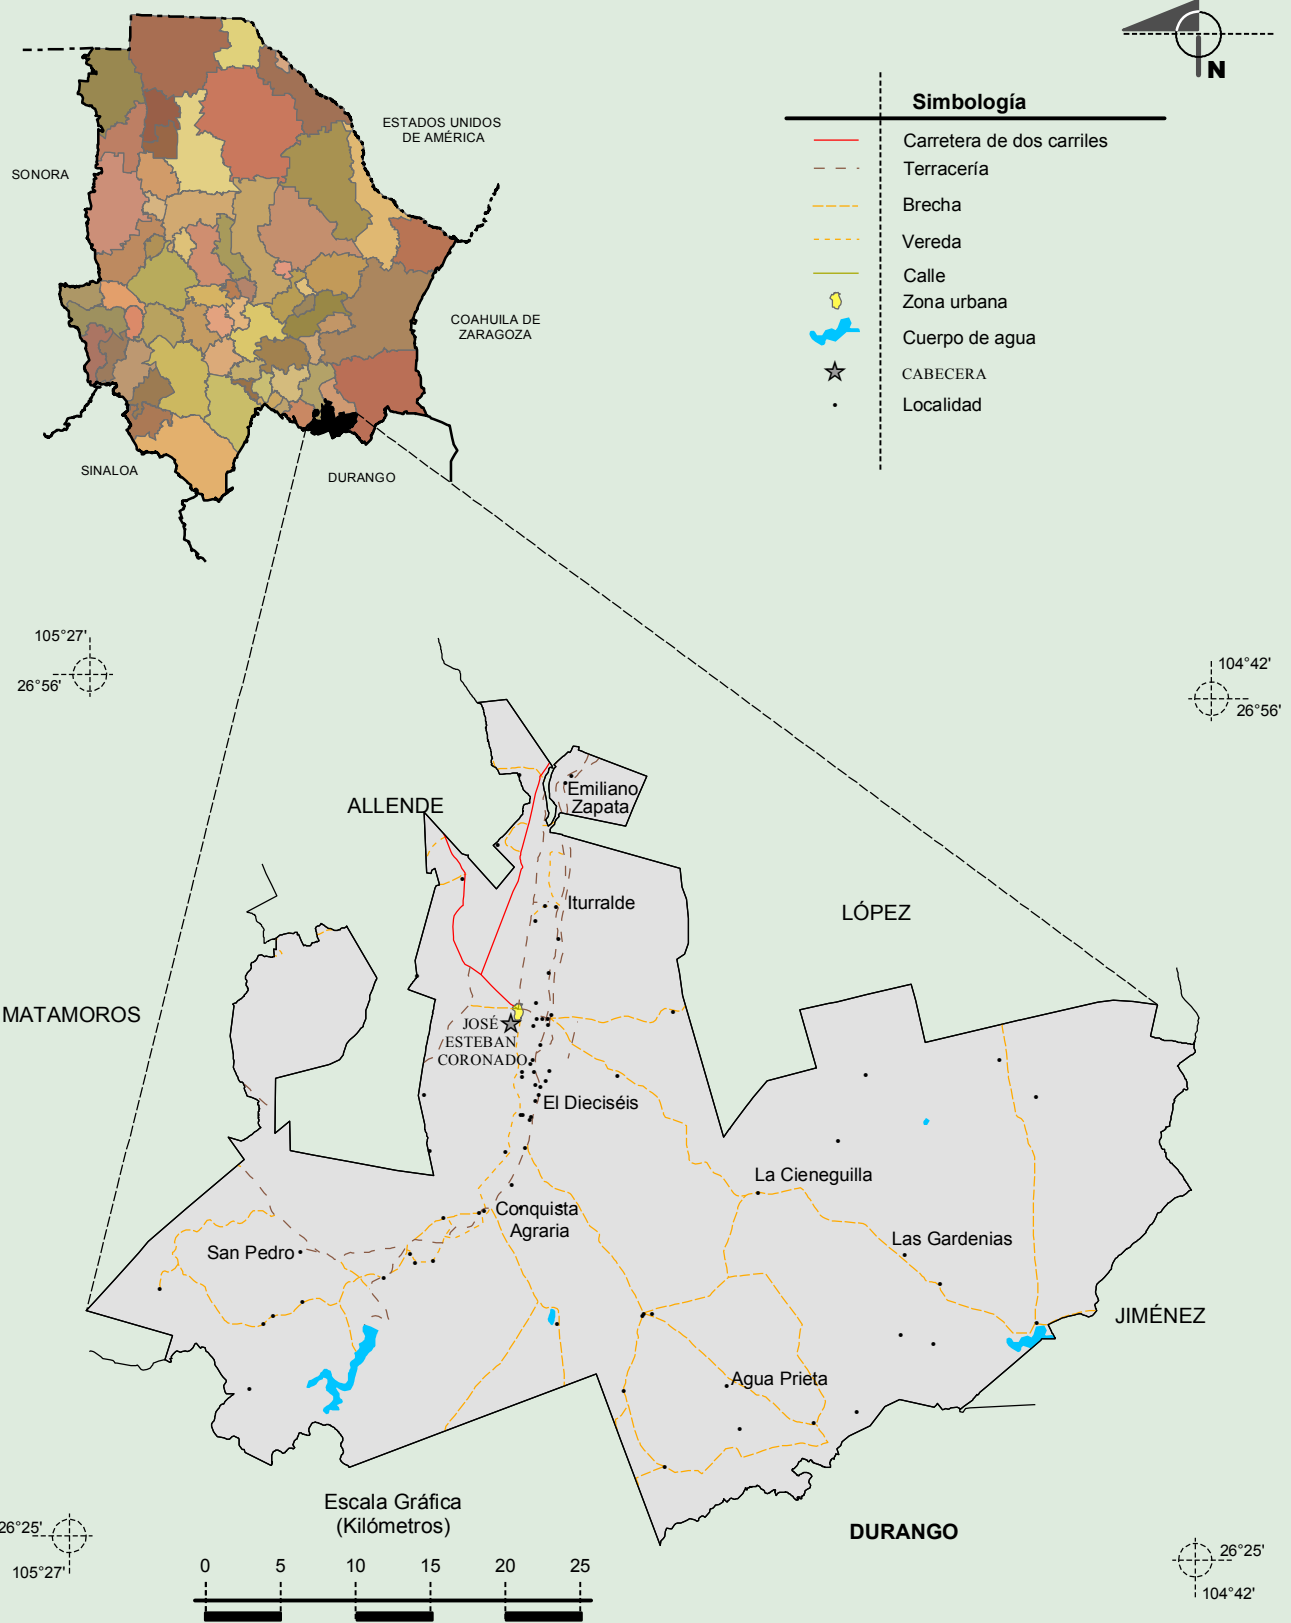 N
Simbología
Carretera de dos carriles
Terracería
Brecha
Vereda
Calle
Zona urbana
Cuerpo de agua
CABECERA
Localidad
ESTADOS UNIDOS
DE AMÉRICA
SONORA
COAHUILA DE
ZARAGOZA
SINALOA
DURANGO
105°27'
26°56'
104°42'
26°56'
ALLENDE
Emiliano
Zapata
Iturralde
LÓPEZ
MATAMOROS
JOSÉ
ESTEBAN
CORONADO
El Dieciséis
La Cieneguilla
Conquista
Agraria
San Pedro
Las Gardenias
JIMÉNEZ
Agua Prieta
Escala Gráfica
(Kilómetros)
DURANGO
26°25'
105°27'
26°25'
104°42'
0 5 10 15 20 25